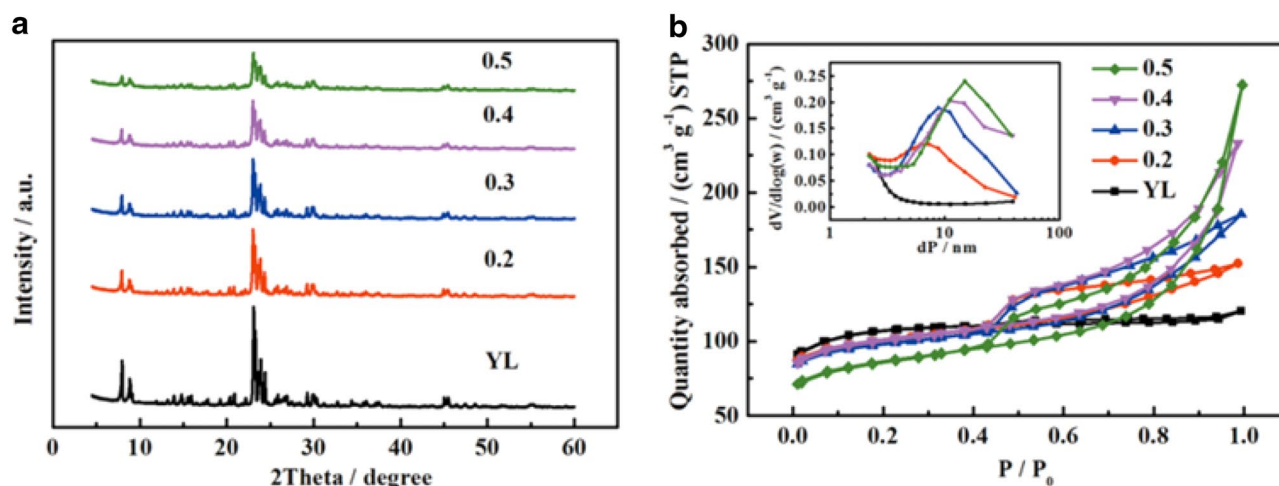 a
0.5
0.4
0.3
0.2
YL
Intensity / a.u.
0 10 20 30 40 50 60
2Theta / degree
b
300
250
200
150
100
50
Quantity absorbed / (cm³ g⁻¹) STP
0.0 0.2 0.4 0.6 0.8 1.0
P / P₀
0.5
0.4
0.3
0.2
YL
0.30
0.25
0.20
0.15
0.10
0.05
0.00
dV/dlog(w) / (cm³ g⁻¹)
1 10 100
dP / nm